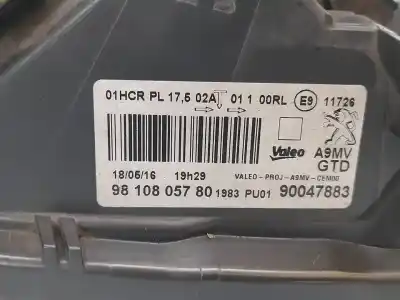 01HCR PL 17,5 02A 01 1 00RL E9 11726
Valeo A9MV
GTD
18/05/16 19h29 VALEO-PROJ-A9MV-CEM00
98 108 057 80 1983 PU01 90047883